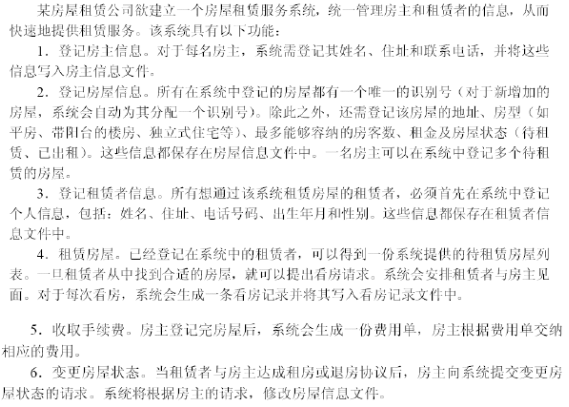 某房屋租赁公司欲建立一个房屋租赁服务系统，统一管理房主和租赁者的信息，从而
快速地提供租赁服务。该系统具有以下功能：
1．登记房主信息。对于每名房主，系统需登记其姓名、住址和联系电话，并将这些
信息写入房主信息文件。
2．登记房屋信息。所有在系统中登记的房屋都有一个唯一的识别号（对于新增加的
房屋，系统会自动为其分配一个识别号）。除此之外，还需登记该房屋的地址、房型（如
平房、带阳台的楼房、独立式住宅等）、最多能够容纳的房客数、租金及房屋状态（待租
赁、已出租）。这些信息都保存在房屋信息文件中。一名房主可以在系统中登记多个待租
赁的房屋。
3．登记租赁者信息。所有想通过该系统租赁房屋的租赁者，必须首先在系统中登记
个人信息，包括：姓名、住址、电话号码、出生年月和性别。这些信息都保存在租赁者信
息文件中。
4．租赁房屋。已经登记在系统中的租赁者，可以得到一份系统提供的待租赁房屋列
表。一旦租赁者从中找到合适的房屋，就可以提出看房请求。系统会安排租赁者与房主见
面。对于每次看房，系统会生成一条看房记录并将其写入看房记录文件中。
5．收取手续费。房主登记完房屋后，系统会生成一份费用单，房主根据费用单交纳
相应的费用。
6．变更房屋状态。当租赁者与房主达成租房或退房协议后，房主向系统提交变更房
屋状态的请求。系统将根据房主的请求，修改房屋信息文件。